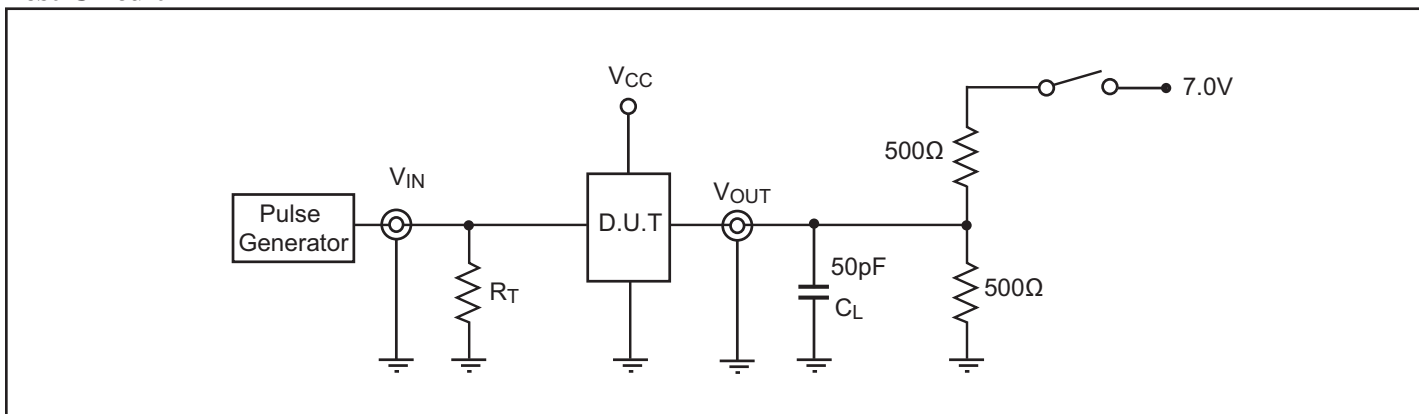 VCC
7.0V
500Ω
VIN
VOUT
Pulse
Generator
D.U.T
50pF
RT
CL
500Ω